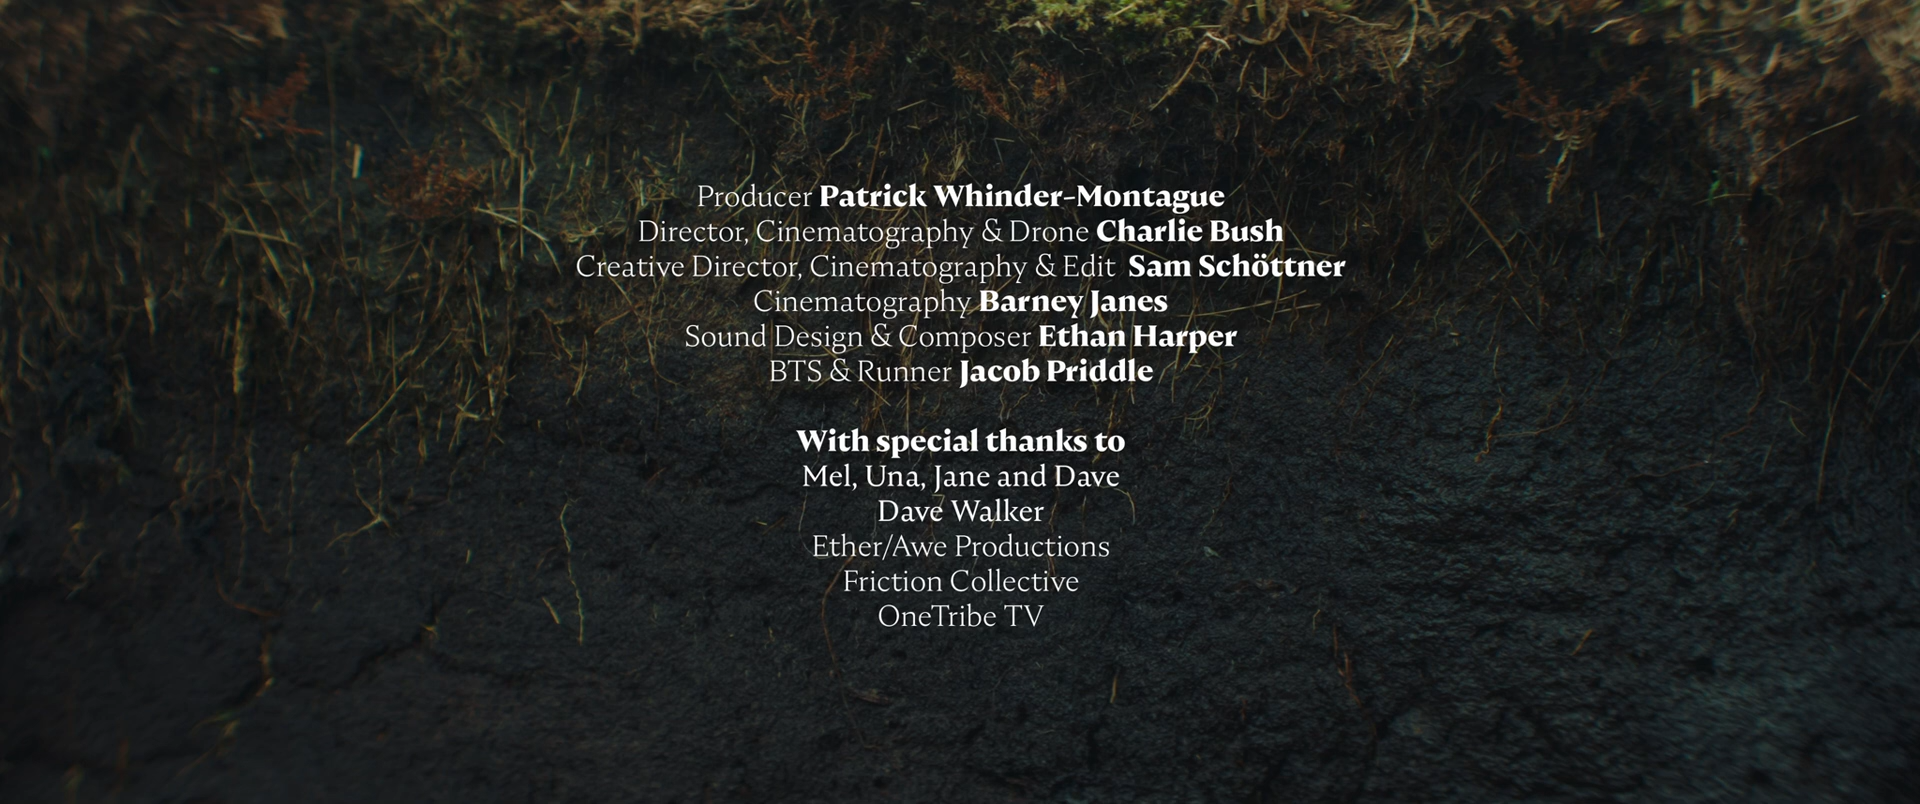 Producer Patrick Whinder-Montague
Director, Cinematography & Drone Charlie Bush
Creative Director, Cinematography & Edit Sam Schöttner
Cinematography Barney Janes
Sound Design & Composer Ethan Harper
BTS & Runner Jacob Priddle
With special thanks to
Mel, Una, Jane and Dave
Dave Walker
Ether/Awe Productions
Friction Collective
OneTribe TV